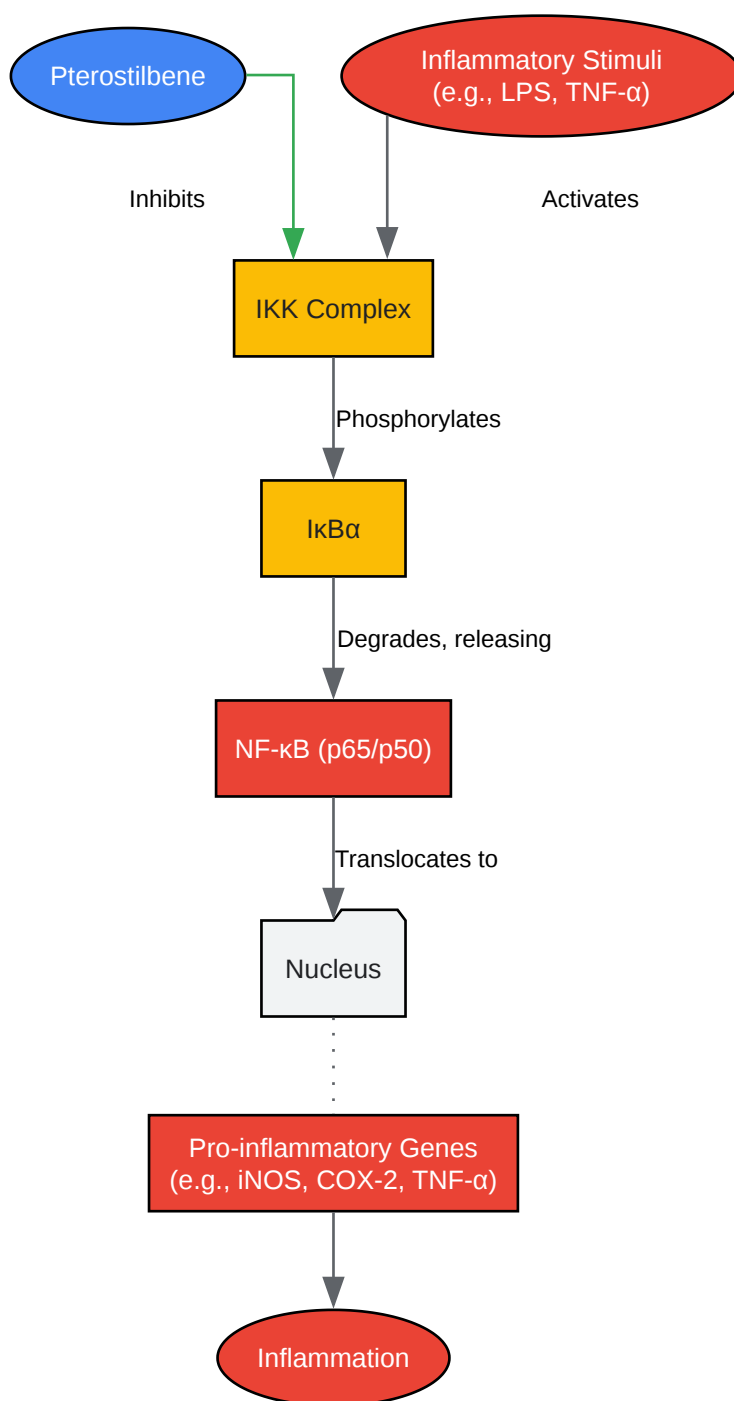 Pterostilbene
Inflammatory Stimuli
(e.g., LPS, TNF-α)
Inhibits
Activates
IKK Complex
Phosphorylates
IκBα
Degrades, releasing
NF-κB (p65/p50)
Translocates to
Nucleus
Pro-inflammatory Genes
(e.g., iNOS, COX-2, TNF-α)
Inflammation